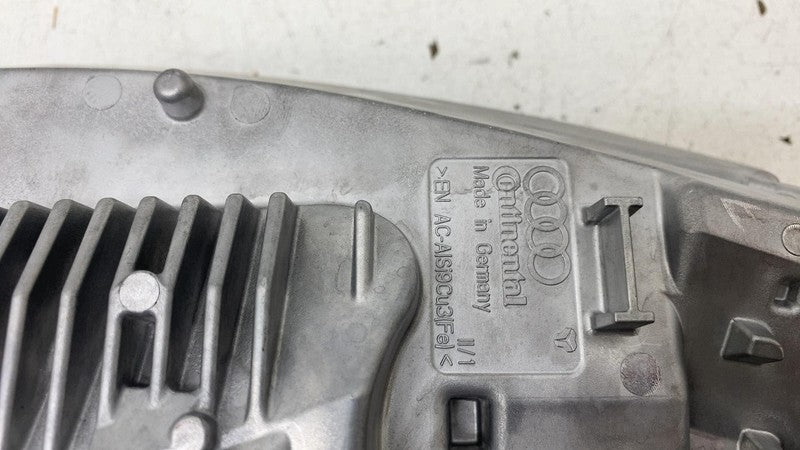 Continental
Made in Germany
>EN AC-AlSi9Cu3(Fe)<
II/1